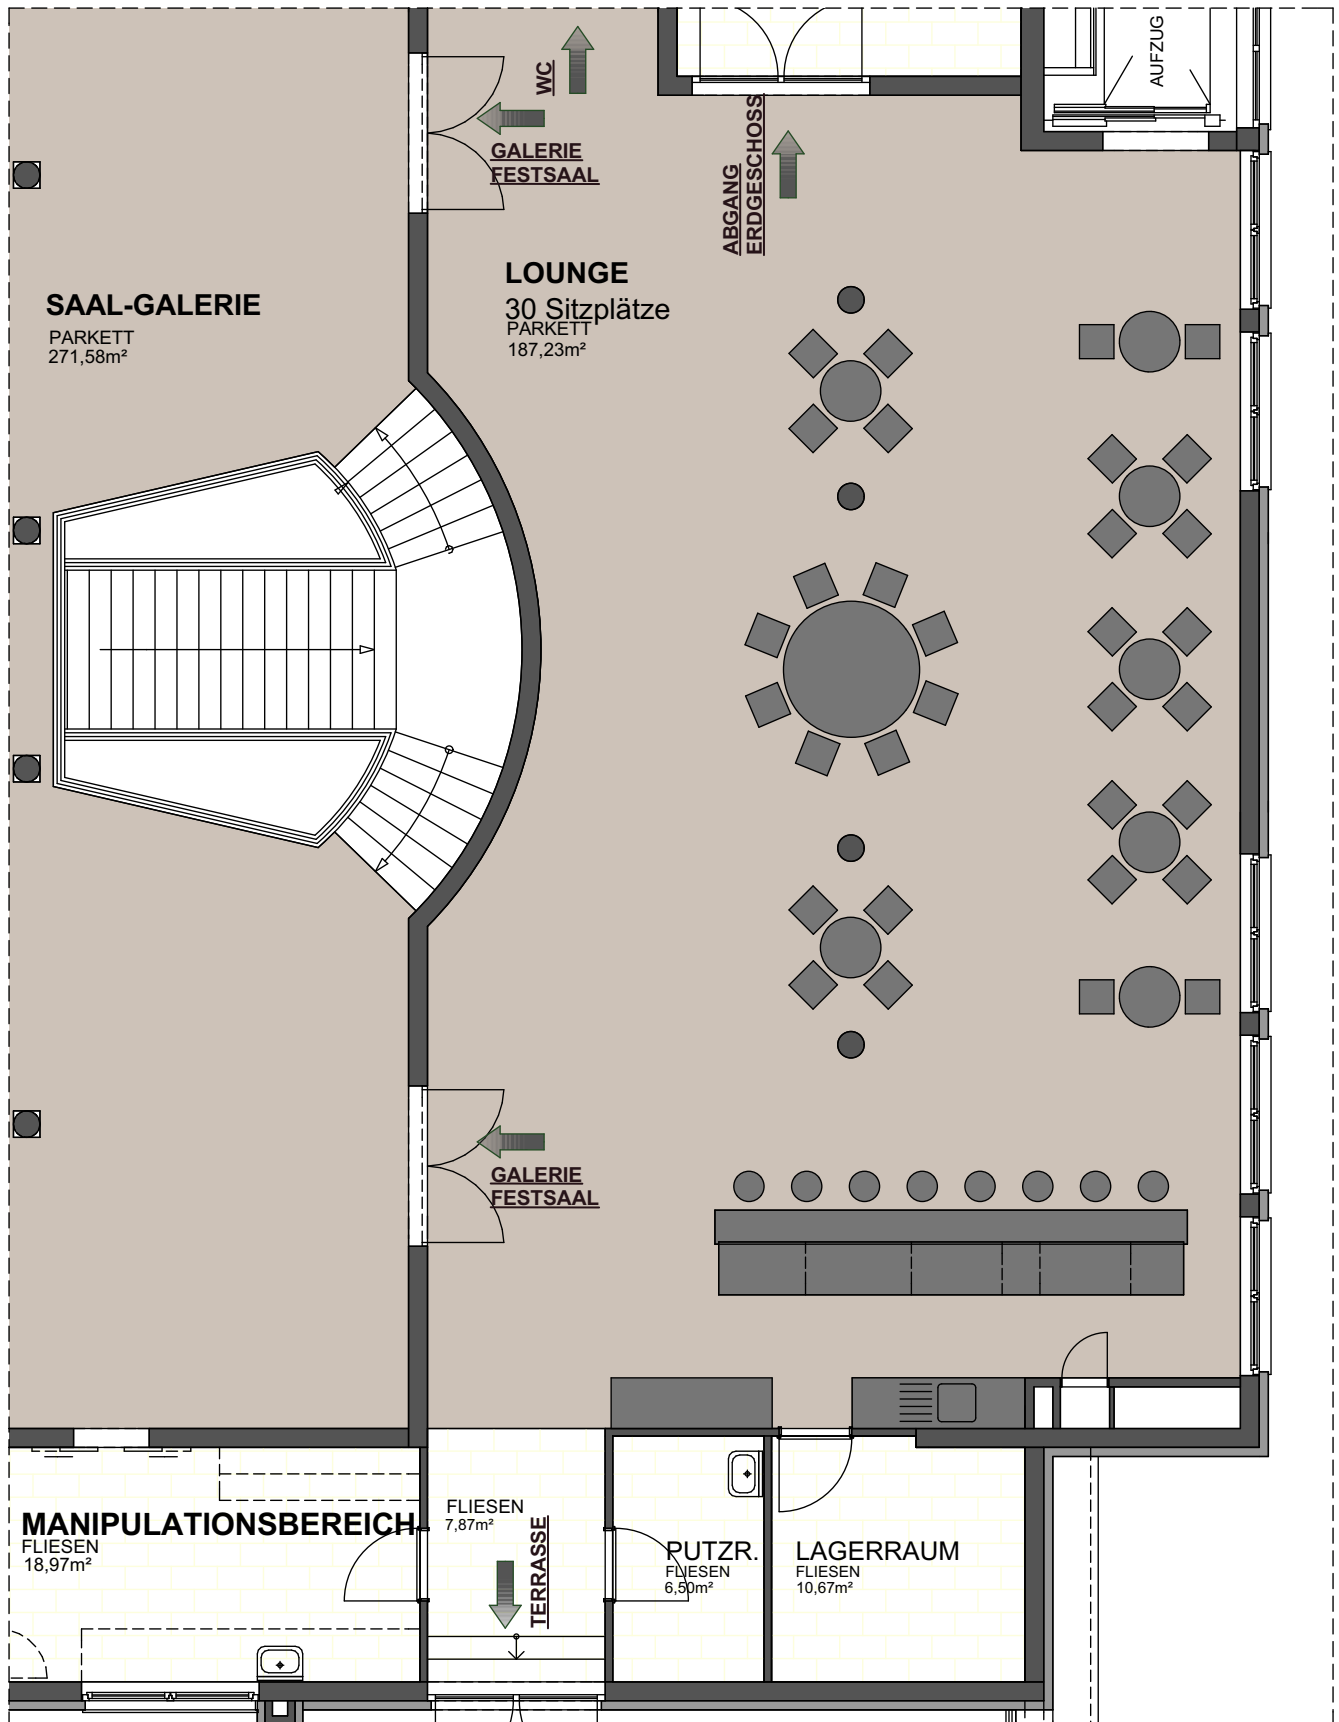 AUFZUG
WC
GALERIE
FESTSAAL
ABGANG
ERDGESCHOSS
LOUNGE
30 Sitzplätze
PARKETT
187,23m²
SAAL-GALERIE
PARKETT
271,58m²
GALERIE
FESTSAAL
MANIPULATIONSBEREICH
FLIESEN
18,97m²
FLIESEN
7,87m²
TERRASSE
PUTZR.
FLIESEN
6,50m²
LAGERRAUM
FLIESEN
10,67m²